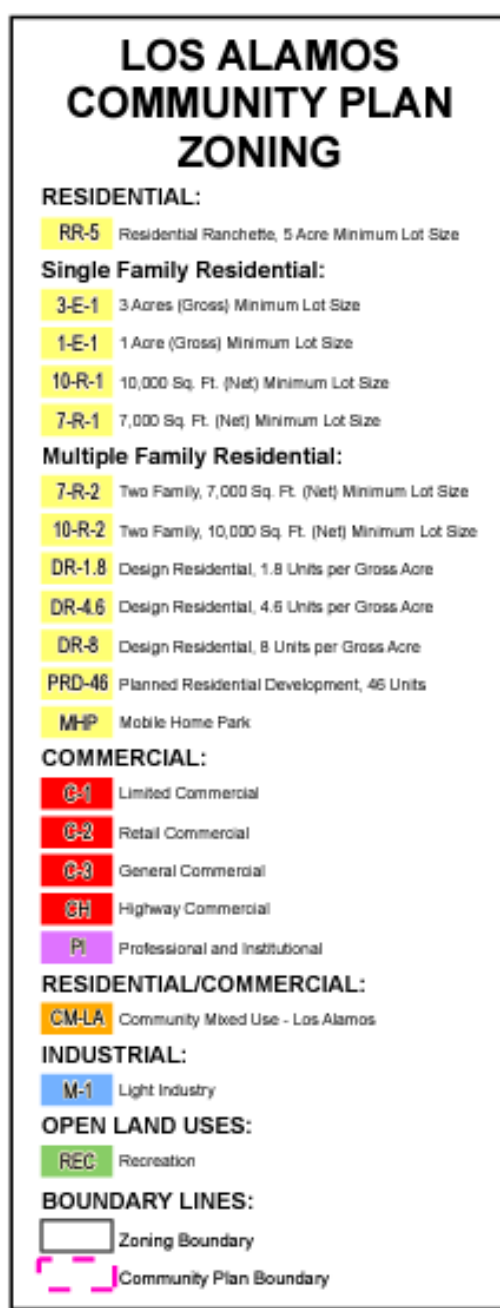 LOS ALAMOS
COMMUNITY PLAN
ZONING
RESIDENTIAL:
RR-5 Residential Ranchette, 5 Acre Minimum Lot Size
Single Family Residential:
3-E-1 3 Acres (Gross) Minimum Lot Size
1-E-1 1 Acre (Gross) Minimum Lot Size
10-R-1 10,000 Sq. Ft. (Net) Minimum Lot Size
7-R-1 7,000 Sq. Ft. (Net) Minimum Lot Size
Multiple Family Residential:
7-R-2 Two Family, 7,000 Sq. Ft. (Net) Minimum Lot Size
10-R-2 Two Family, 10,000 Sq. Ft. (Net) Minimum Lot Size
DR-1.8 Design Residential, 1.8 Units per Gross Acre
DR-4.6 Design Residential, 4.6 Units per Gross Acre
DR-8 Design Residential, 8 Units per Gross Acre
PRD-46 Planned Residential Development, 46 Units
MHP Mobile Home Park
COMMERCIAL:
C-1 Limited Commercial
C-2 Retail Commercial
C-3 General Commercial
CH Highway Commercial
PI Professional and Institutional
RESIDENTIAL/COMMERCIAL:
CM-LA Community Mixed Use - Los Alamos
INDUSTRIAL:
M-1 Light Industry
OPEN LAND USES:
REC Recreation
BOUNDARY LINES:
Zoning Boundary
Community Plan Boundary